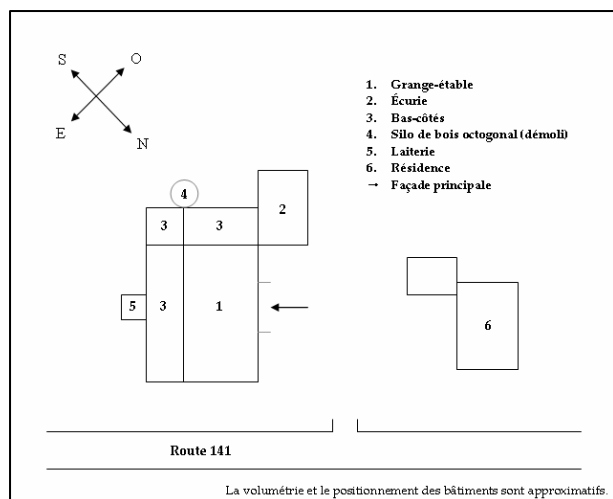 S O
E N
1. Grange-étable
2. Écurie
3. Bas-côtés
4. Silo de bois octogonal (démoli)
5. Laiterie
6. Résidence
→ Façade principale
4
3 3 2
5 3 1
6
Route 141
La volumétrie et le positionnement des bâtiments sont approximatifs.